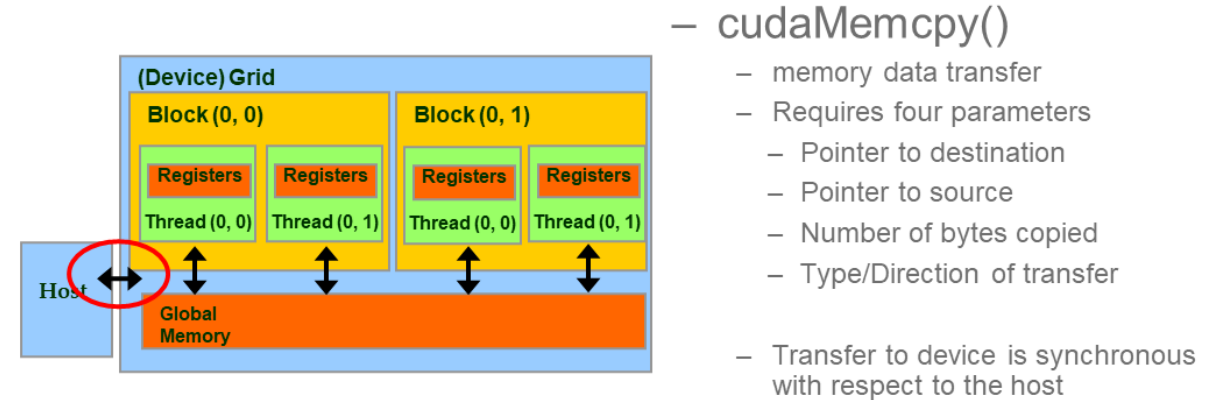 (Device) Grid
Block (0, 0)
Block (0, 1)
Registers
Registers
Registers
Registers
Thread (0, 0)
Thread (0, 1)
Thread (0, 0)
Thread (0, 1)
Host
Global
Memory
– cudaMemcpy()
– memory data transfer
– Requires four parameters
– Pointer to destination
– Pointer to source
– Number of bytes copied
– Type/Direction of transfer
– Transfer to device is synchronous
with respect to the host